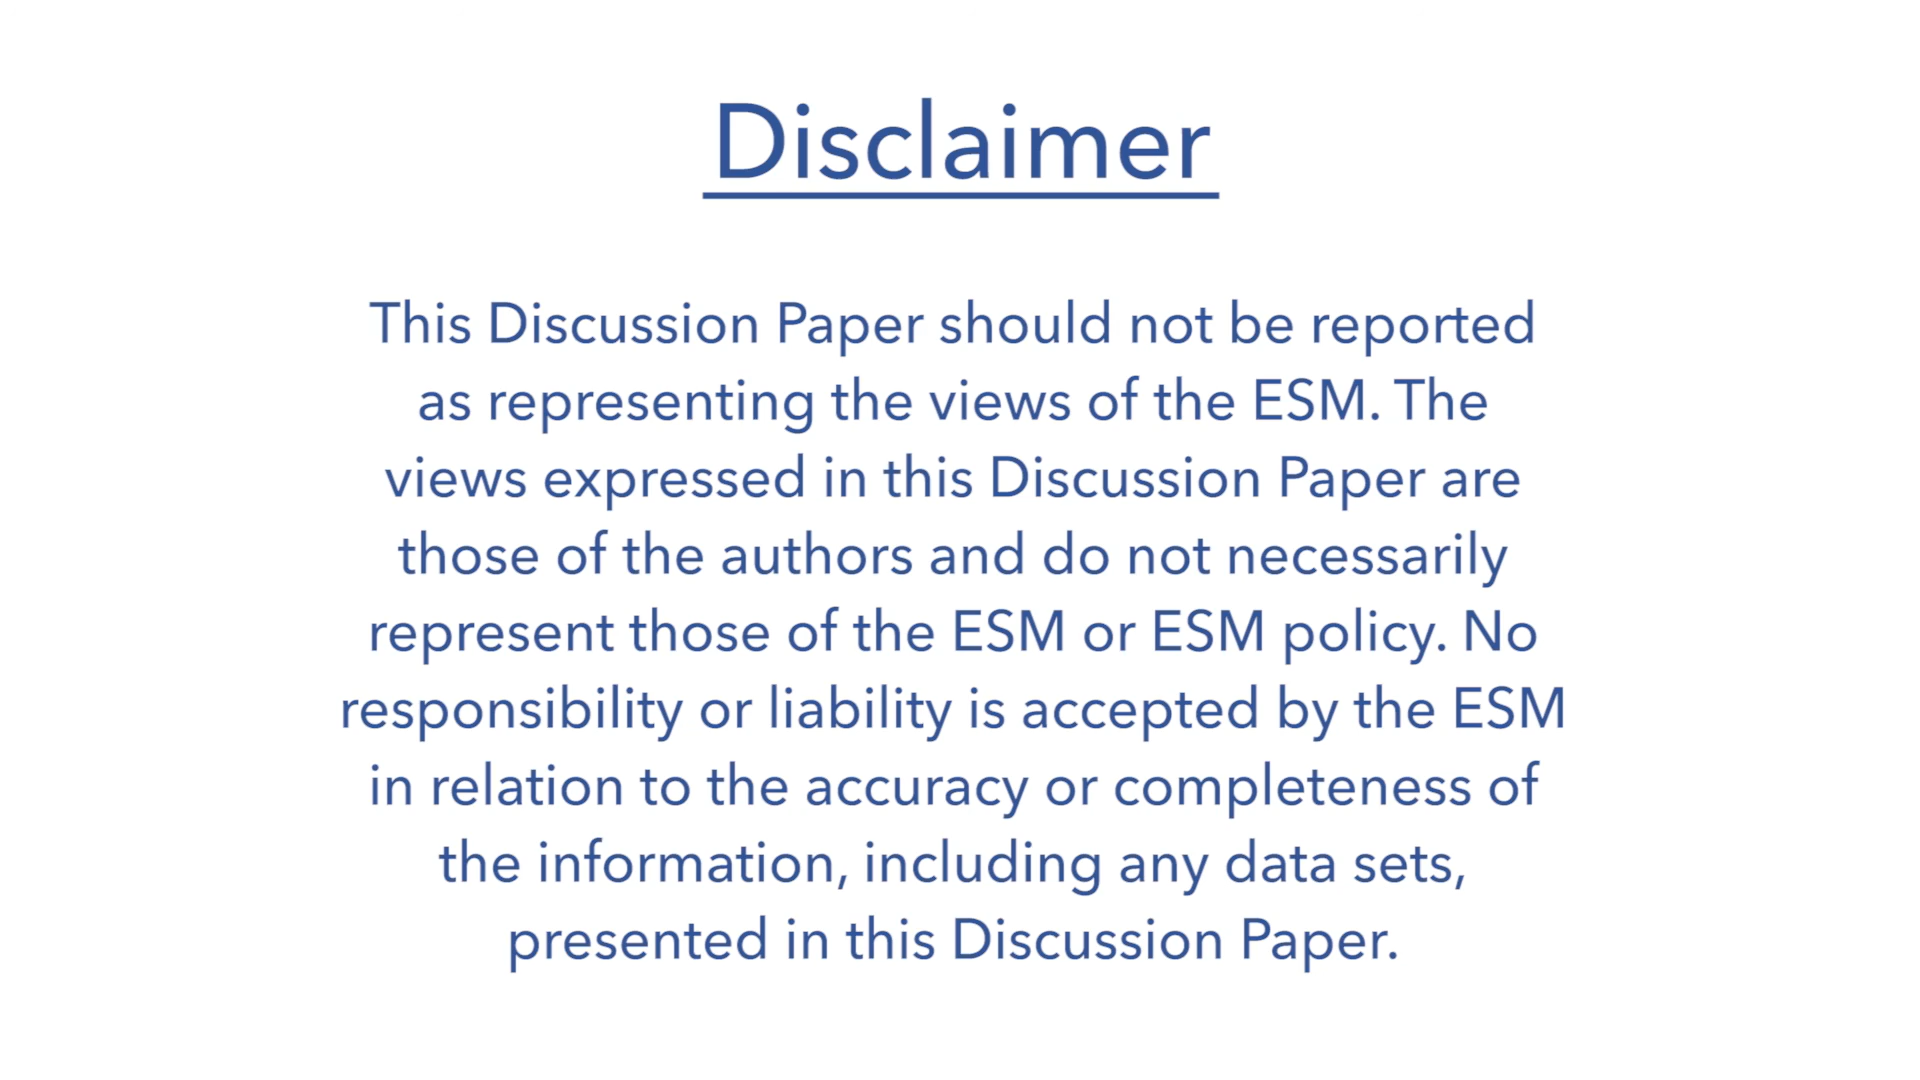 Disclaimer
This Discussion Paper should not be reported
as representing the views of the ESM. The
views expressed in this Discussion Paper are
those of the authors and do not necessarily
represent those of the ESM or ESM policy. No
responsibility or liability is accepted by the ESM
in relation to the accuracy or completeness of
the information, including any data sets,
presented in this Discussion Paper.